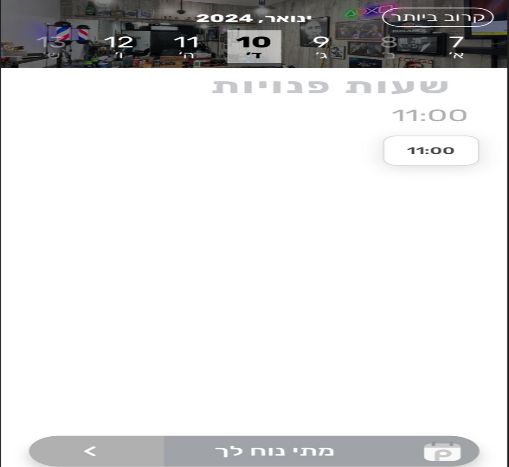 קרוב ביותר ינואר, 2024
7 8 9 10 11 12 13
א׳ ב׳ ג׳ ד׳ ה׳ ו׳ ש׳
שעות פנויות
11:00
11:00
מתי נוח לך